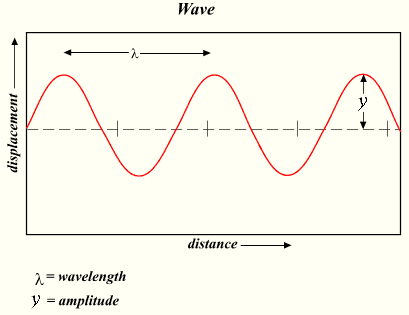 Wave
λ
y
displacement
distance
λ = wavelength
y = amplitude